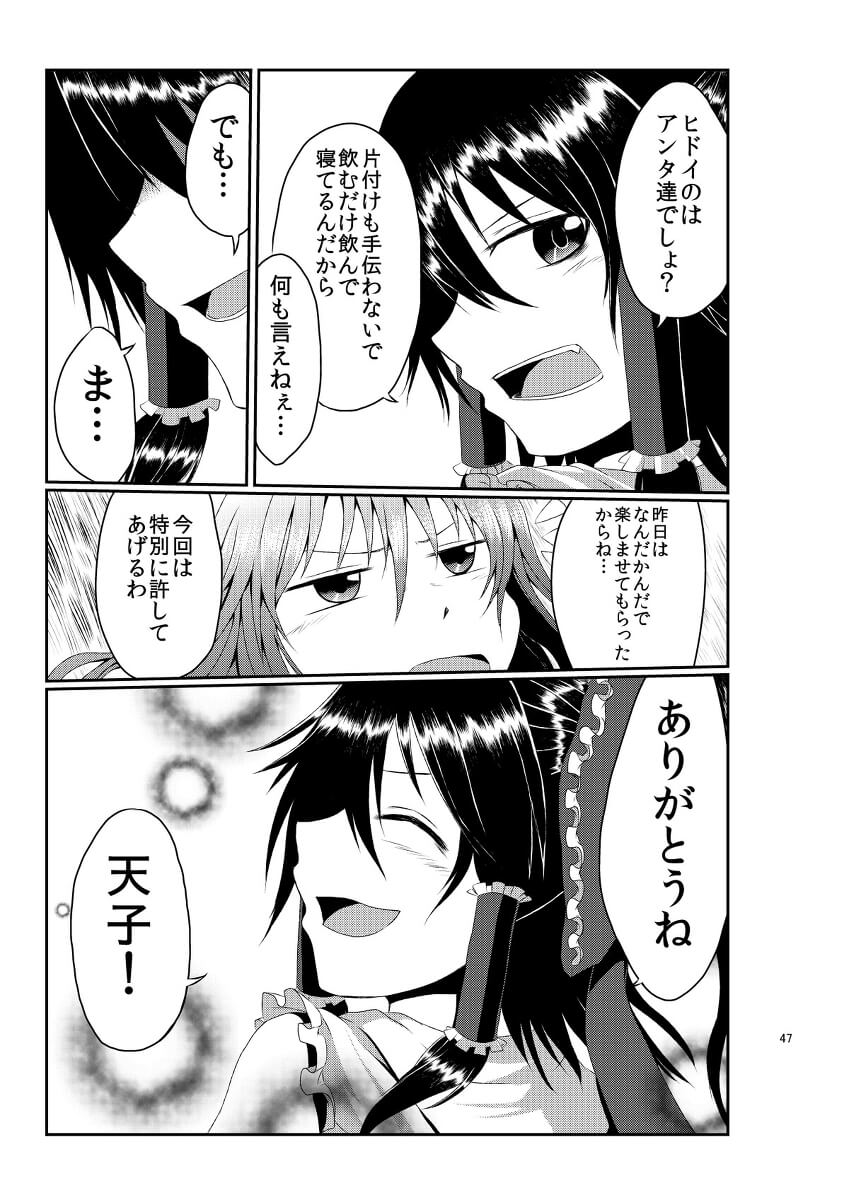 ヒドイのは
アンタ達でしょ？
片付けも手伝わないで
飲むだけ飲んで
寝てるんだから
何も言えねぇ…
でも…
ま…
昨日は
なんだかんだで
楽しませてもらった
からね…
今回は
特別に許して
あげるわ
ありがとうね
天子！
47